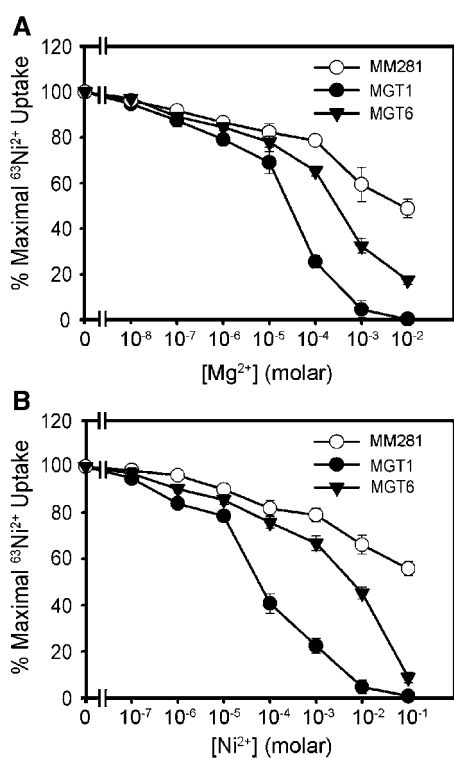 A
120
100
80
60
40
20
0
% Maximal ⁶³Ni²⁺ Uptake
MM281
MGT1
MGT6
0 10⁻⁸ 10⁻⁷ 10⁻⁶ 10⁻⁵ 10⁻⁴ 10⁻³ 10⁻²
[Mg²⁺] (molar)
B
120
100
80
60
40
20
0
% Maximal ⁶³Ni²⁺ Uptake
MM281
MGT1
MGT6
0 10⁻⁷ 10⁻⁶ 10⁻⁵ 10⁻⁴ 10⁻³ 10⁻² 10⁻¹
[Ni²⁺] (molar)